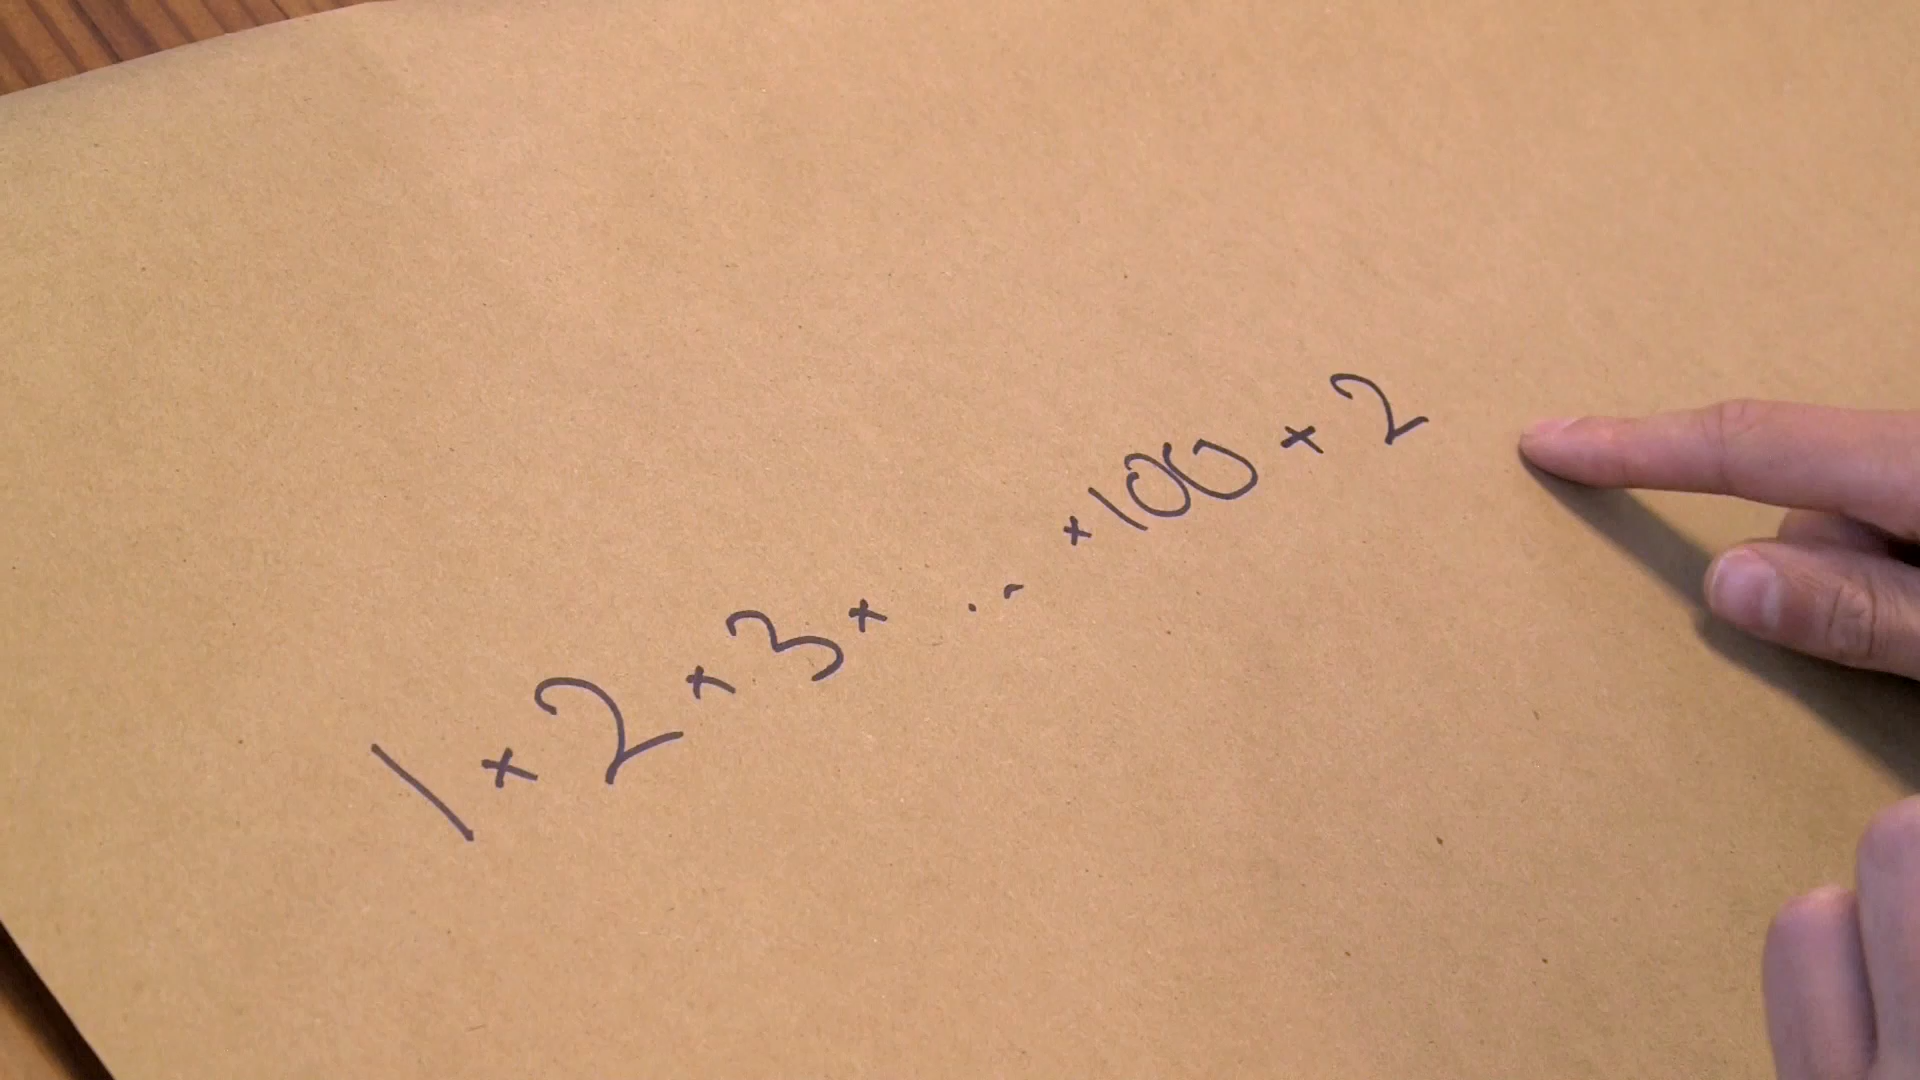 1 × 2 × 3 × .. × 100 + 2